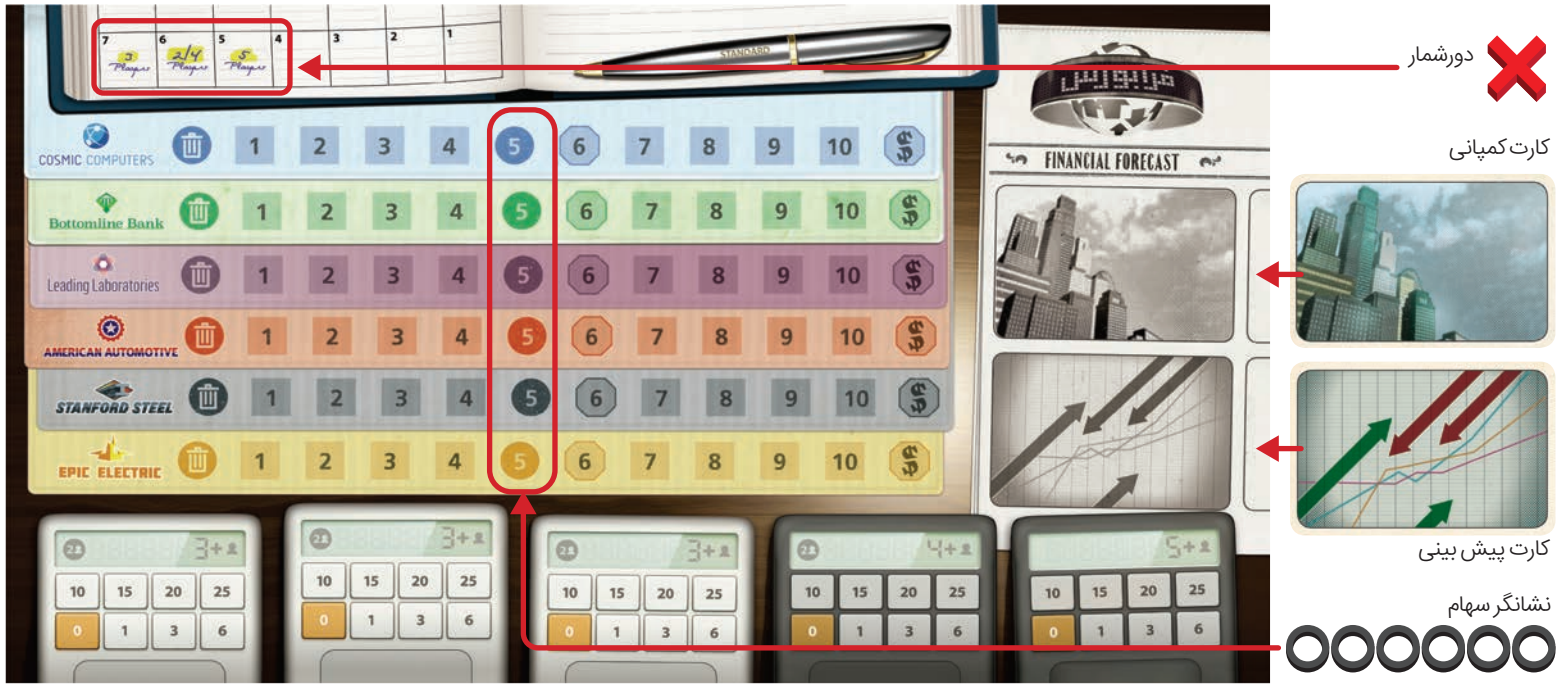 7 6 5 4 3 2 1
3 2/4 5
Player Player Player
STANDARD
دورشمار
COSMIC COMPUTERS 1 2 3 4 5 6 7 8 9 10 $
Bottomline Bank 1 2 3 4 5 6 7 8 9 10 $
Leading Laboratories 1 2 3 4 5 6 7 8 9 10 $
AMERICAN AUTOMOTIVE 1 2 3 4 5 6 7 8 9 10 $
STANFORD STEEL 1 2 3 4 5 6 7 8 9 10 $
EPIC ELECTRIC 1 2 3 4 5 6 7 8 9 10 $
FINANCIAL FORECAST
کارت کمپانی
کارت پیش بینی
نشانگر سهام
2 3+
10 15 20 25
0 1 3 6
2 3+
10 15 20 25
0 1 3 6
2 3+
10 15 20 25
0 1 3 6
2 4+
10 15 20 25
0 1 3 6
5+
10 15 20 25
0 1 3 6